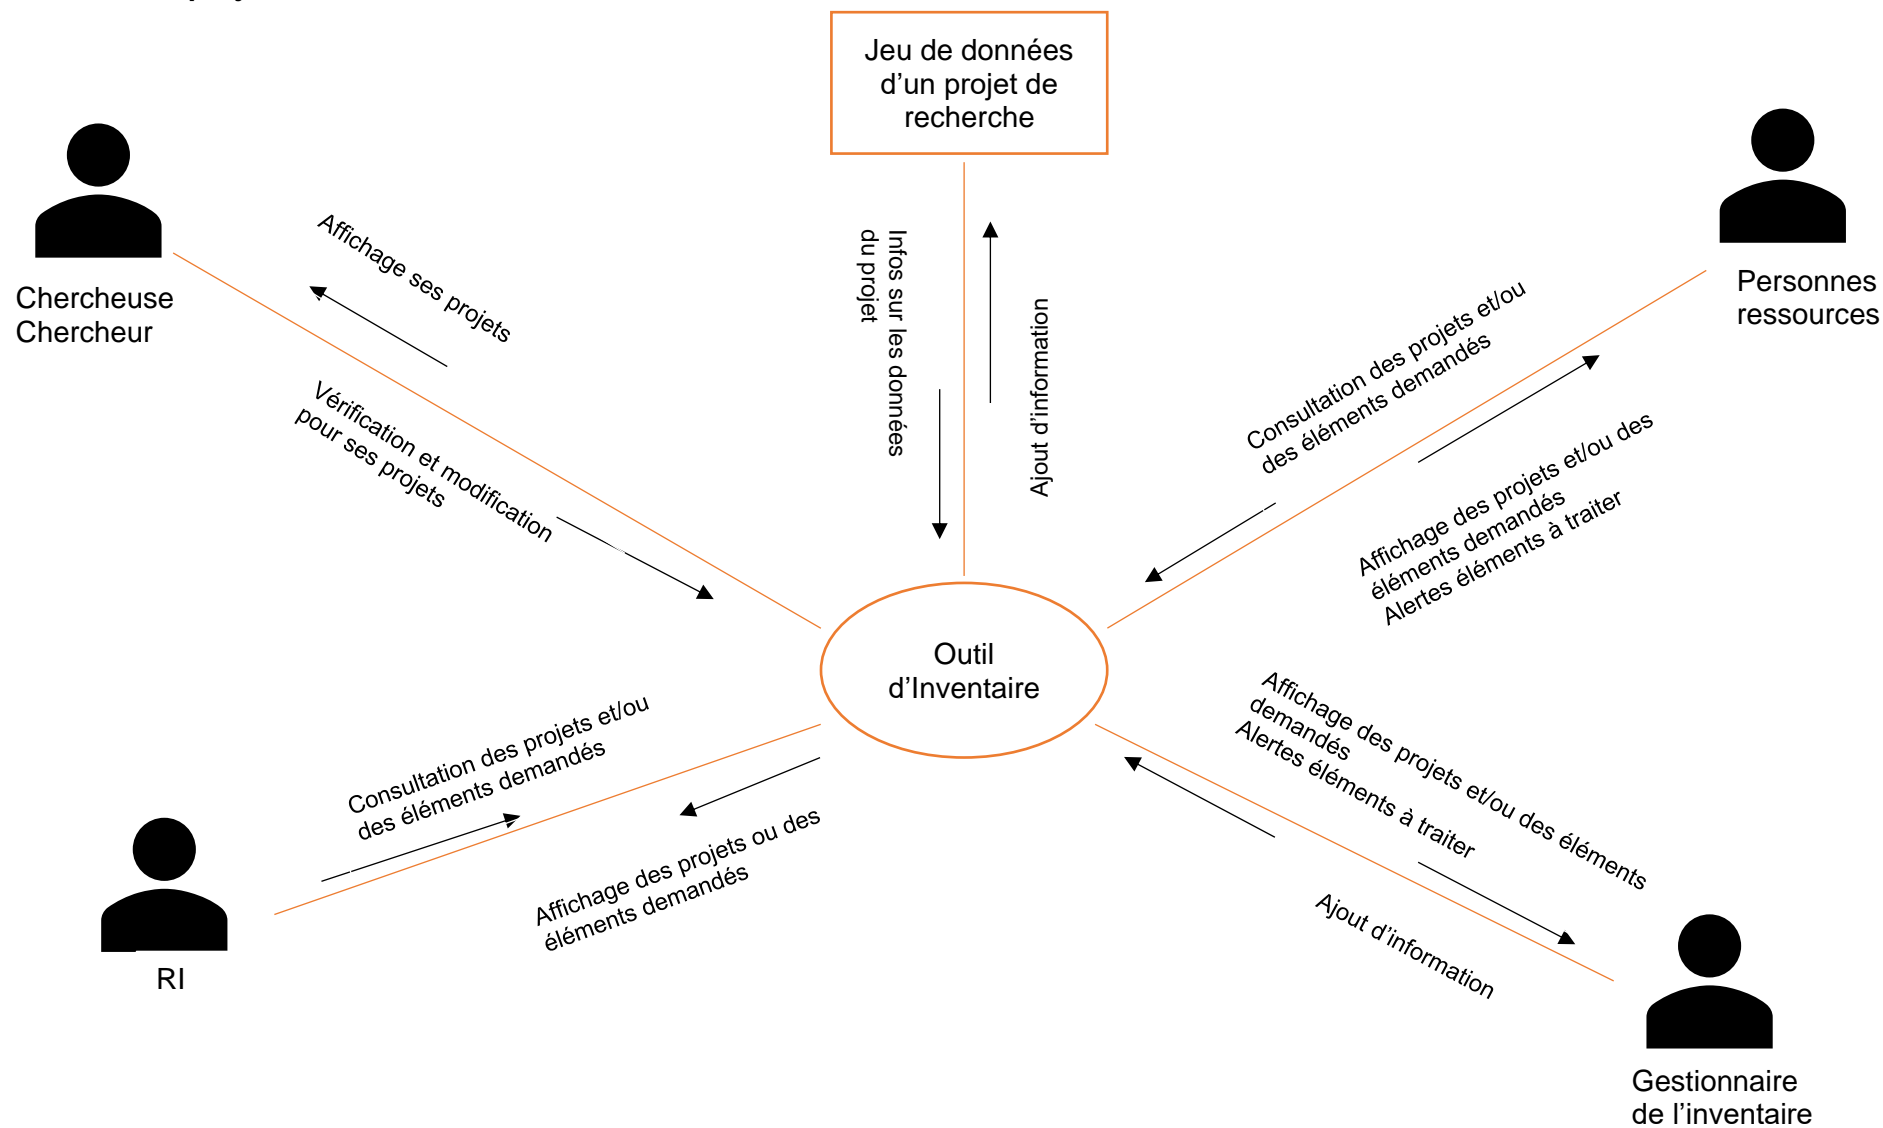 Jeu de données
d'un projet de
recherche
Chercheuse
Chercheur
Affichage ses projets
Vérification et modification
pour ses projets
Infos sur les données
du projet
Ajout d'information
Personnes
ressources
Consultation des projets et/ou
des éléments demandés
Affichage des projets et/ou des
éléments demandés
Alertes éléments à traiter
Outil
d'Inventaire
Consultation des projets et/ou
des éléments demandés
Affichage des projets ou des
éléments demandés
RI
Affichage des projets et/ou des éléments
demandés
Alertes éléments à traiter
Ajout d'information
Gestionnaire
de l'inventaire